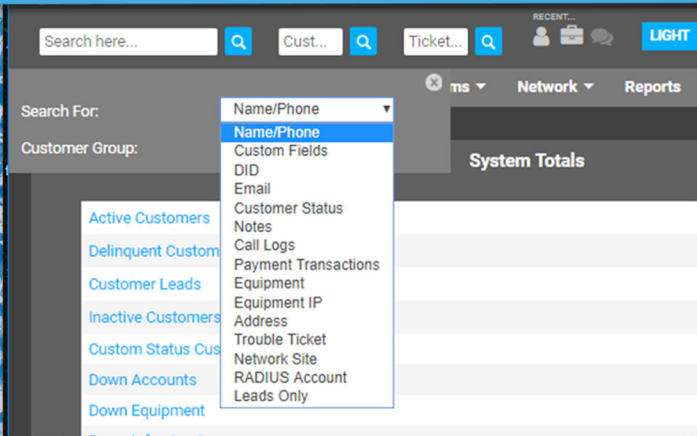 RECENT...
Search here... Cust... Ticket... LIGHT
ms Network Reports
Search For: Name/Phone
Name/Phone
Custom Fields
Customer Group:
DID
System Totals
Email
Customer Status
Active Customers
Notes
Call Logs
Delinquent Custom
Payment Transactions
Equipment
Customer Leads
Equipment IP
Inactive Customers
Address
Trouble Ticket
Custom Status Cus
Network Site
RADIUS Account
Down Accounts
Leads Only
Down Equipment